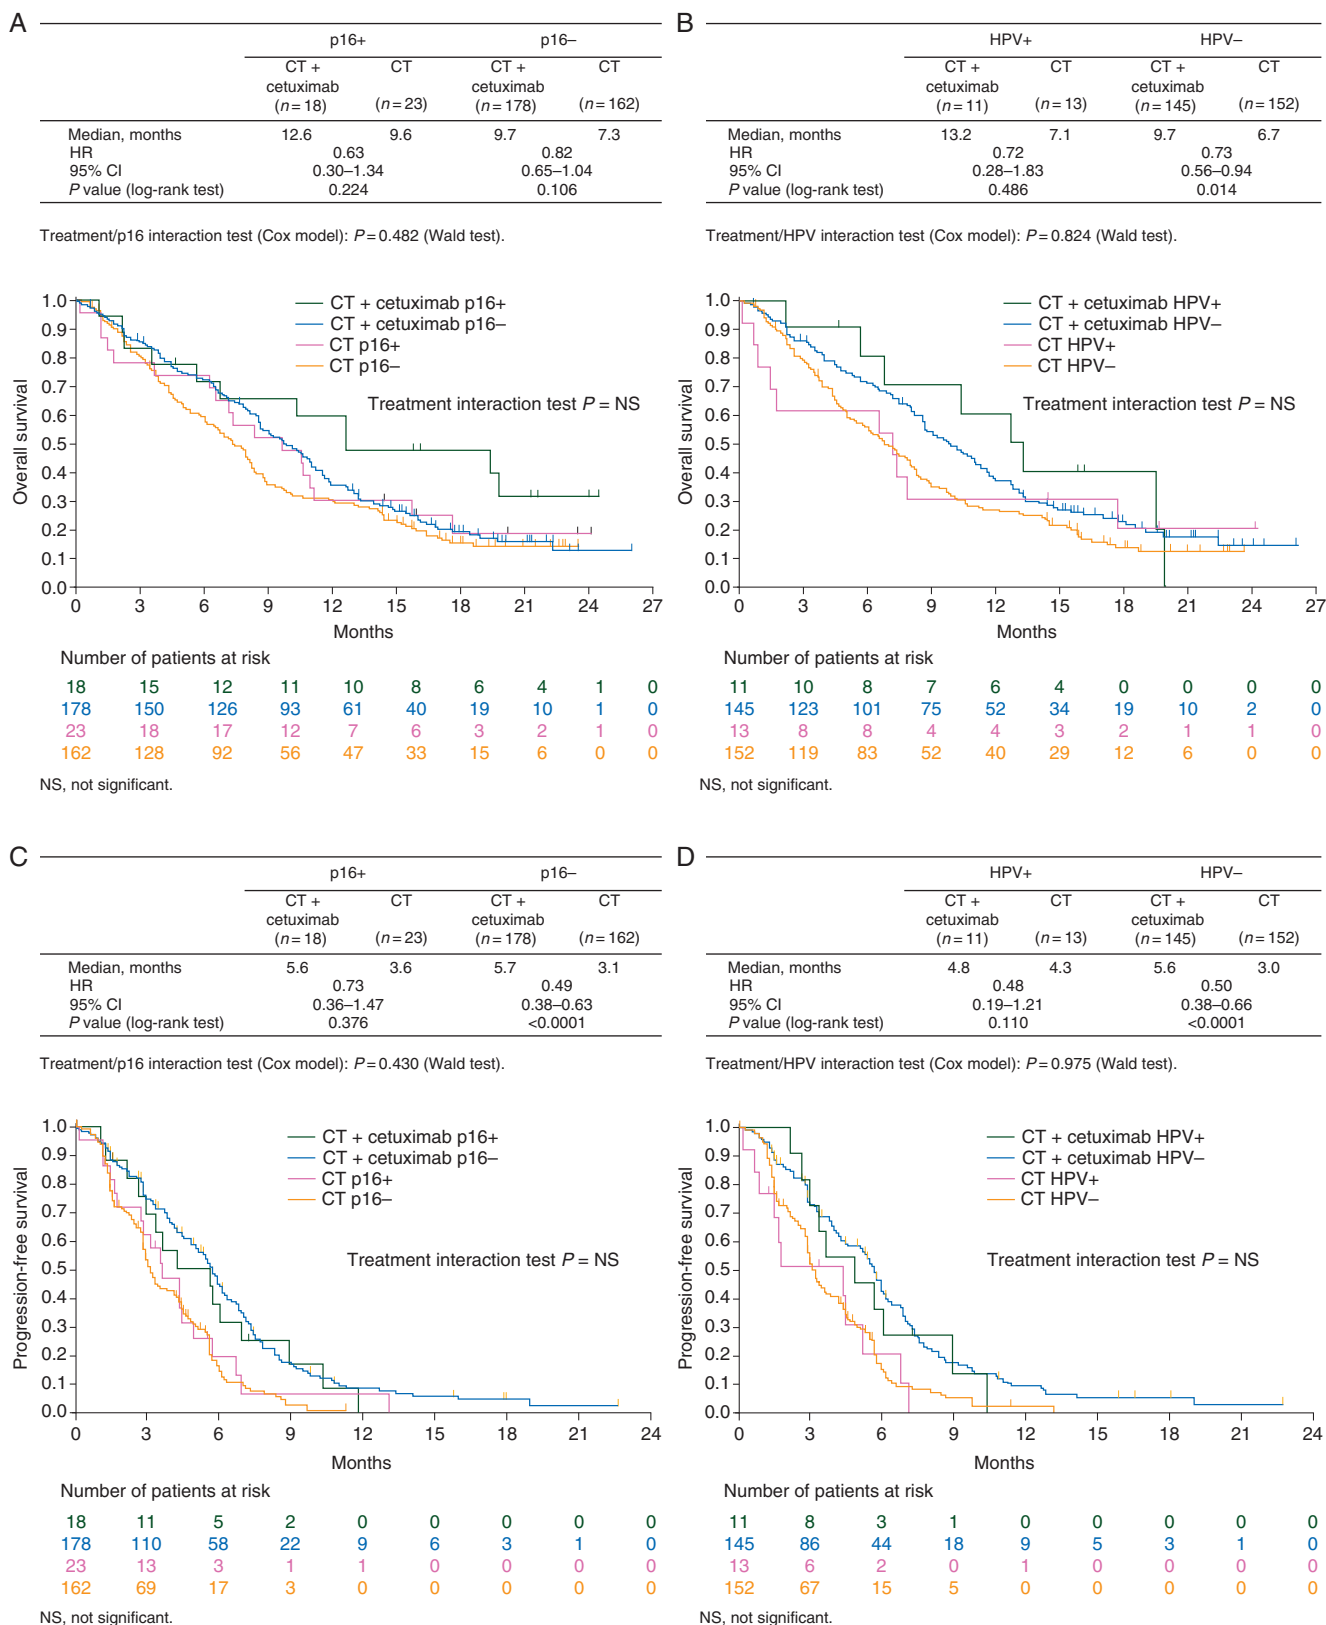 A
p16+ p16–
CT + cetuximab (n = 18) CT (n = 23) CT + cetuximab (n = 178) CT (n = 162)
Median, months 12.6 9.6 9.7 7.3
HR 0.63 0.82
95% CI 0.30–1.34 0.65–1.04
P value (log-rank test) 0.224 0.106
Treatment/p16 interaction test (Cox model): P = 0.482 (Wald test).
1.0
0.9
0.8
0.7
0.6
0.5
0.4
0.3
0.2
0.1
0.0
Overall survival
CT + cetuximab p16+
CT + cetuximab p16–
CT p16+
CT p16–
Treatment interaction test P = NS
0 3 6 9 12 15 18 21 24 27
Months
Number of patients at risk
18 15 12 11 10 8 6 4 1 0
178 150 126 93 61 40 19 10 1 0
23 18 17 12 7 6 3 2 1 0
162 128 92 56 47 33 15 6 0 0
NS, not significant.
B
HPV+ HPV–
CT + cetuximab (n = 11) CT (n = 13) CT + cetuximab (n = 145) CT (n = 152)
Median, months 13.2 7.1 9.7 6.7
HR 0.72 0.73
95% CI 0.28–1.83 0.56–0.94
P value (log-rank test) 0.486 0.014
Treatment/HPV interaction test (Cox model): P = 0.824 (Wald test).
1.0
0.9
0.8
0.7
0.6
0.5
0.4
0.3
0.2
0.1
0.0
Overall survival
CT + cetuximab HPV+
CT + cetuximab HPV–
CT HPV+
CT HPV–
Treatment interaction test P = NS
0 3 6 9 12 15 18 21 24 27
Months
Number of patients at risk
11 10 8 7 6 4 0 0 0 0
145 123 101 75 52 34 19 10 2 0
13 8 8 4 4 3 2 1 1 0
152 119 83 52 40 29 12 6 0 0
NS, not significant.
C
p16+ p16–
CT + cetuximab (n = 18) CT (n = 23) CT + cetuximab (n = 178) CT (n = 162)
Median, months 5.6 3.6 5.7 3.1
HR 0.73 0.49
95% CI 0.36–1.47 0.38–0.63
P value (log-rank test) 0.376 <0.0001
Treatment/p16 interaction test (Cox model): P = 0.430 (Wald test).
1.0
0.9
0.8
0.7
0.6
0.5
0.4
0.3
0.2
0.1
0.0
Progression-free survival
CT + cetuximab p16+
CT + cetuximab p16–
CT p16+
CT p16–
Treatment interaction test P = NS
0 3 6 9 12 15 18 21 24
Months
Number of patients at risk
18 11 5 2 0 0 0 0 0
178 110 58 22 9 6 3 1 0
23 13 3 1 1 0 0 0 0
162 69 17 3 0 0 0 0 0
NS, not significant.
D
HPV+ HPV–
CT + cetuximab (n = 11) CT (n = 13) CT + cetuximab (n = 145) CT (n = 152)
Median, months 4.8 4.3 5.6 3.0
HR 0.48 0.50
95% CI 0.19–1.21 0.38–0.66
P value (log-rank test) 0.110 <0.0001
Treatment/HPV interaction test (Cox model): P = 0.975 (Wald test).
1.0
0.9
0.8
0.7
0.6
0.5
0.4
0.3
0.2
0.1
0.0
Progression-free survival
CT + cetuximab HPV+
CT + cetuximab HPV–
CT HPV+
CT HPV–
Treatment interaction test P = NS
0 3 6 9 12 15 18 21 24
Months
Number of patients at risk
11 8 3 1 0 0 0 0 0
145 86 44 18 9 5 3 1 0
13 6 2 0 1 0 0 0 0
152 67 15 5 0 0 0 0 0
NS, not significant.